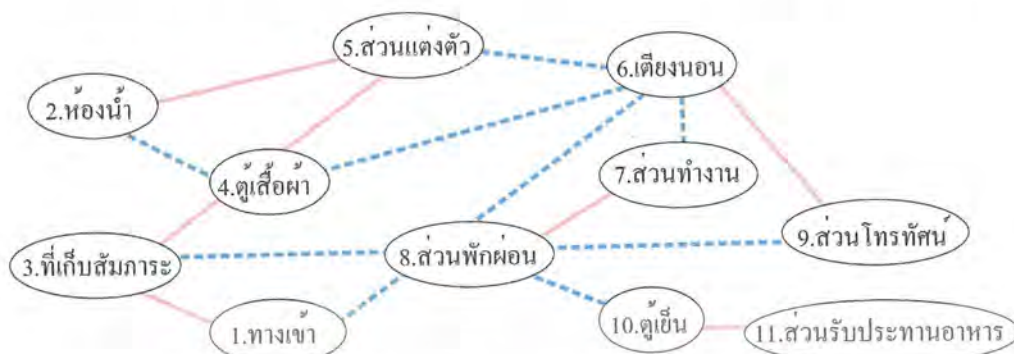 5.ส่วนแต่งตัว
6.เตียงนอน
2.ห้องน้ำ
4.ตู้เสื้อผ้า
7.ส่วนทำงาน
9.ส่วนโทรทัศน์
3.ที่เก็บสัมภาระ
8.ส่วนพักผ่อน
1.ทางเข้า
10.ตู้เย็น
11.ส่วนรับประทานอาหาร